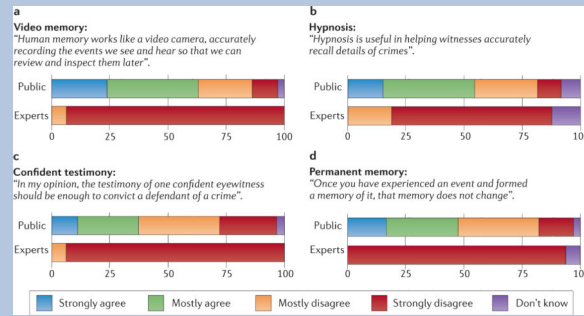 a
Video memory:
“Human memory works like a video camera, accurately
recording the events we see and hear so that we can
review and inspect them later”.
Public
Experts
0 25 50 75 100
b
Hypnosis:
“Hypnosis is useful in helping witnesses accurately
recall details of crimes”.
Public
Experts
0 25 50 75 100
c
Confident testimony:
“In my opinion, the testimony of one confident eyewitness
should be enough to convict a defendant of a crime”.
Public
Experts
0 25 50 75 100
d
Permanent memory:
“Once you have experienced an event and formed
a memory of it, that memory does not change”.
Public
Experts
0 25 50 75 100
Strongly agree Mostly agree Mostly disagree Strongly disagree Don't know